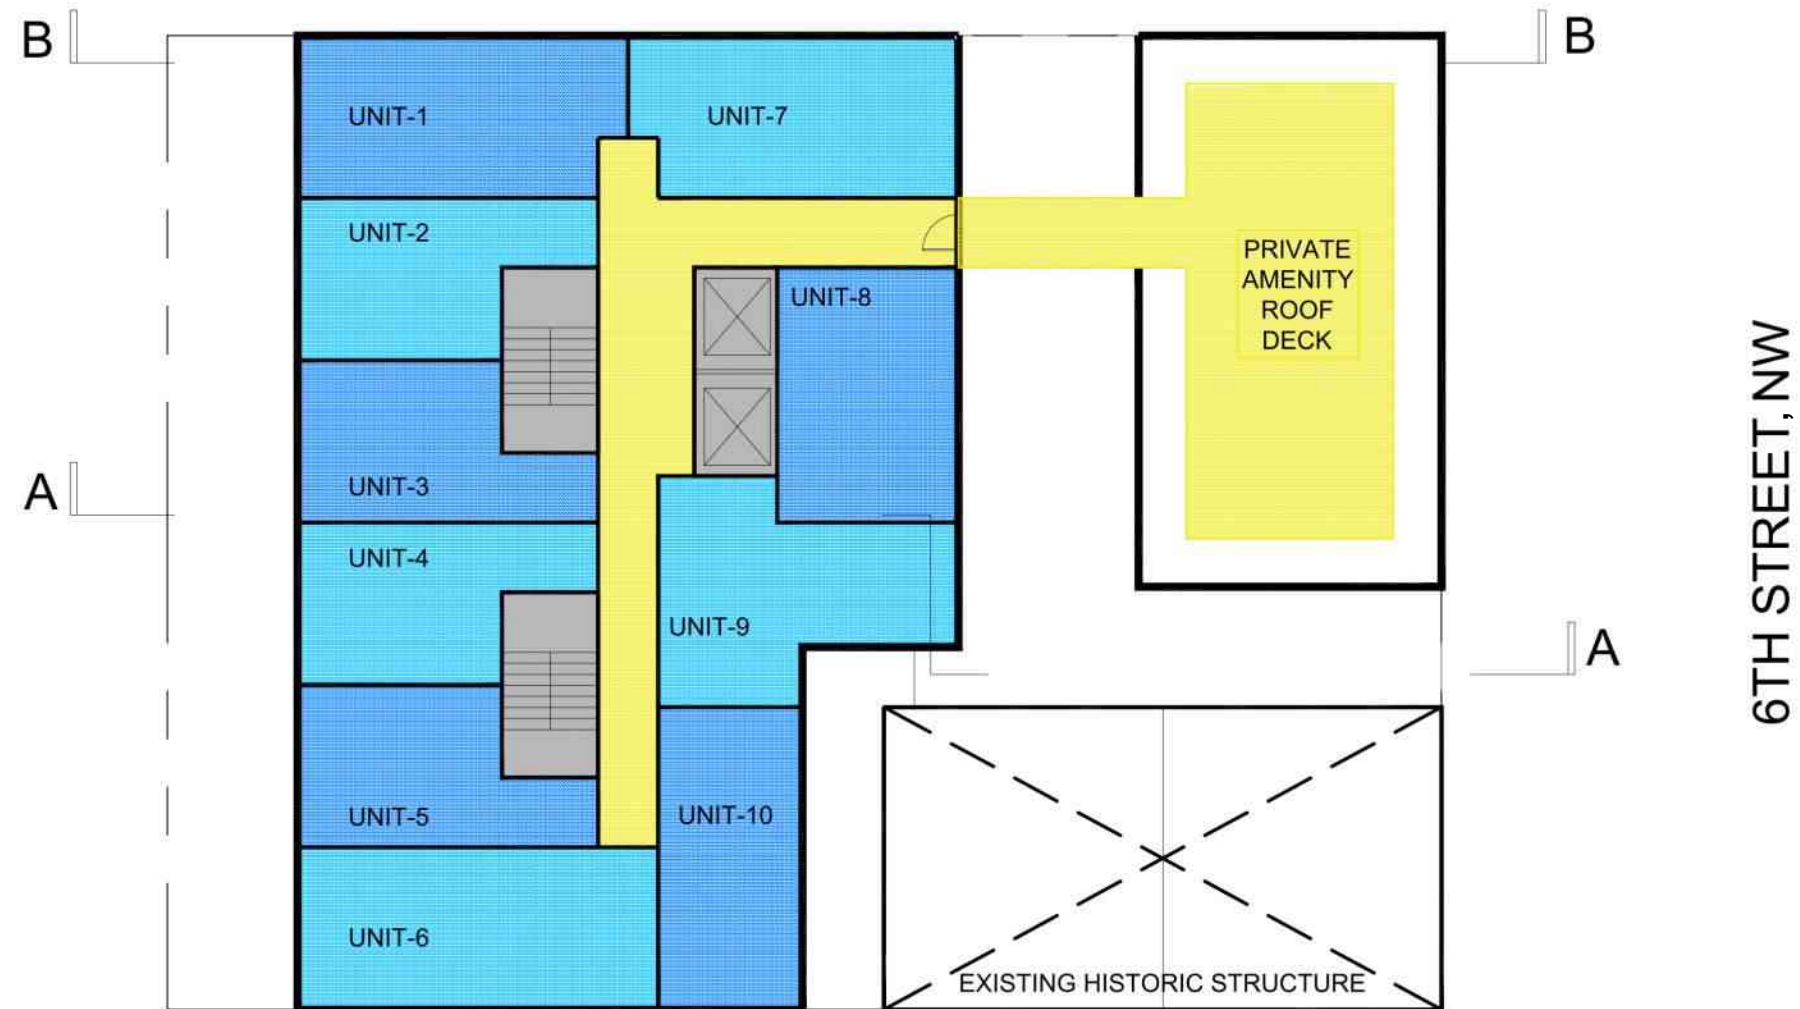 B
B
UNIT-1
UNIT-7
UNIT-2
UNIT-8
PRIVATE
AMENITY
ROOF
DECK
UNIT-3
A
UNIT-4
UNIT-9
A
UNIT-5
UNIT-10
UNIT-6
EXISTING HISTORIC STRUCTURE
6TH STREET, NW